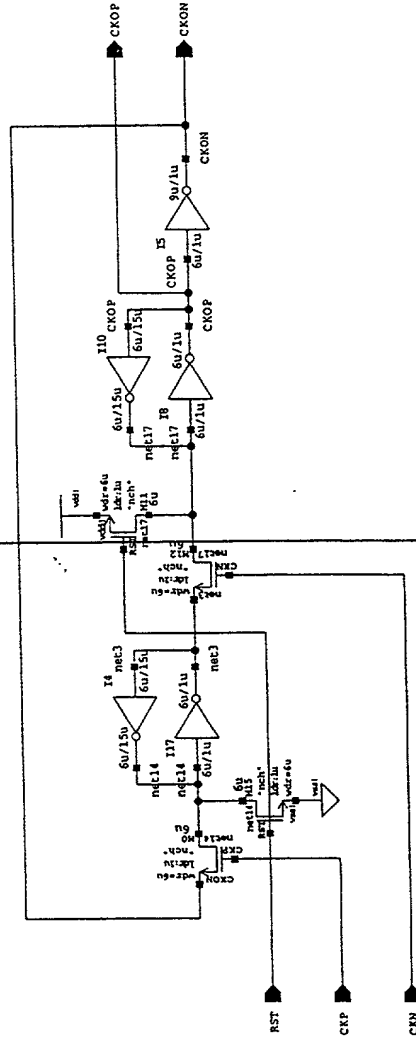 CKOP
CKON
CKON
9u/1u
I5
6u/1u
CKOP
CKOP
6u/15u
I10
6u/15u
CKOP
6u/1u
I8
6u/1u
net17
net17
vdd!
wdr=6u
ldr:1u
"nch"
M11
6u
vdd!
net17
RST
net17
M12
6u
CKN
"nch"
ldr:1u
wdr=6u
net3
net3
6u/15u
I4
6u/15u
net3
6u/1u
I17
6u/1u
net14
net14
6u
M15
"nch"
ldr:1u
wdr=6u
net14
RST
vss!
vss!
net14
M0
6u
CKP
"nch"
ldr:1u
wdr=6u
CKON
RST
CKP
CKN